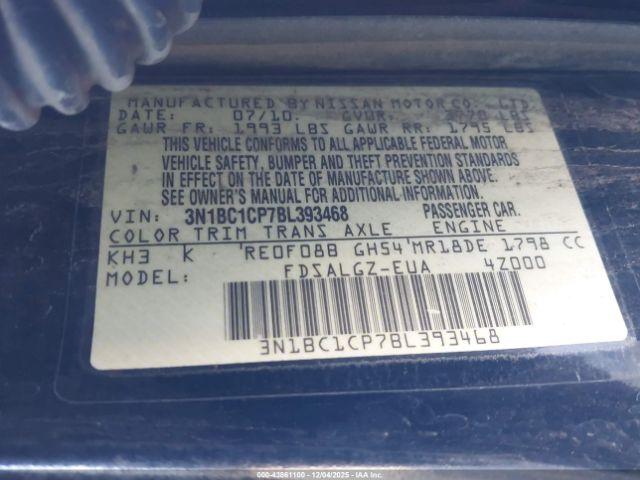 MANUFACTURED BY NISSAN MOTOR CO., LTD.
DATE: 07/10. GVWR: LBS
GAWR FR: 1993 LBS GAWR RR: 1795 LBS
THIS VEHICLE CONFORMS TO ALL APPLICABLE FEDERAL MOTOR
VEHICLE SAFETY, BUMPER AND THEFT PREVENTION STANDARDS
IN EFFECT ON THE DATE OF MANUFACTURE SHOWN ABOVE.
SEE OWNER'S MANUAL FOR ADDITIONAL INFORMATION.
VIN: 3N1BC1CP7BL393468 PASSENGER CAR.
COLOR TRIM TRANS AXLE ENGINE
KH3 K 'RE0F08B GH54'MR18DE 1798 CC
MODEL: FDSALGZ-EUA 4Z000
3N1BC1CP7BL393468
000-43861100 - 12/04/2025 - ©IAA, Inc.